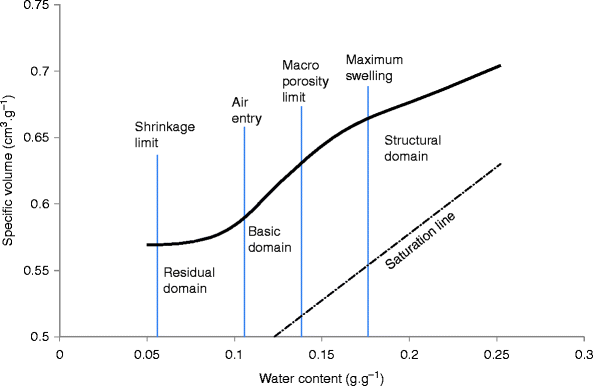 0.75
0.7
0.65
0.6
0.55
0.5
Specific volume (cm³.g⁻¹)
Shrinkage
limit
Air
entry
Macro
porosity
limit
Maximum
swelling
Structural
domain
Basic
domain
Residual
domain
Saturation line
0
0.05
0.1
0.15
0.2
0.25
0.3
Water content (g.g⁻¹)